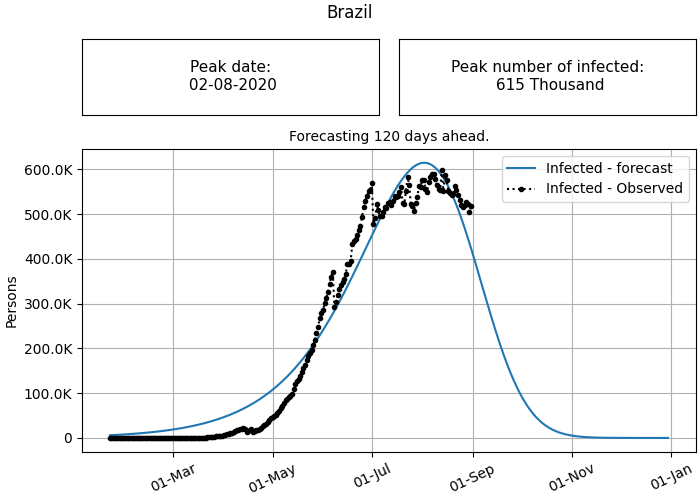 Brazil
Peak date:
02-08-2020
Peak number of infected:
615 Thousand
Forecasting 120 days ahead.
Infected - forecast
Infected - Observed
Persons
600.0K
500.0K
400.0K
300.0K
200.0K
100.0K
0
01-Mar
01-May
01-Jul
01-Sep
01-Nov
01-Jan